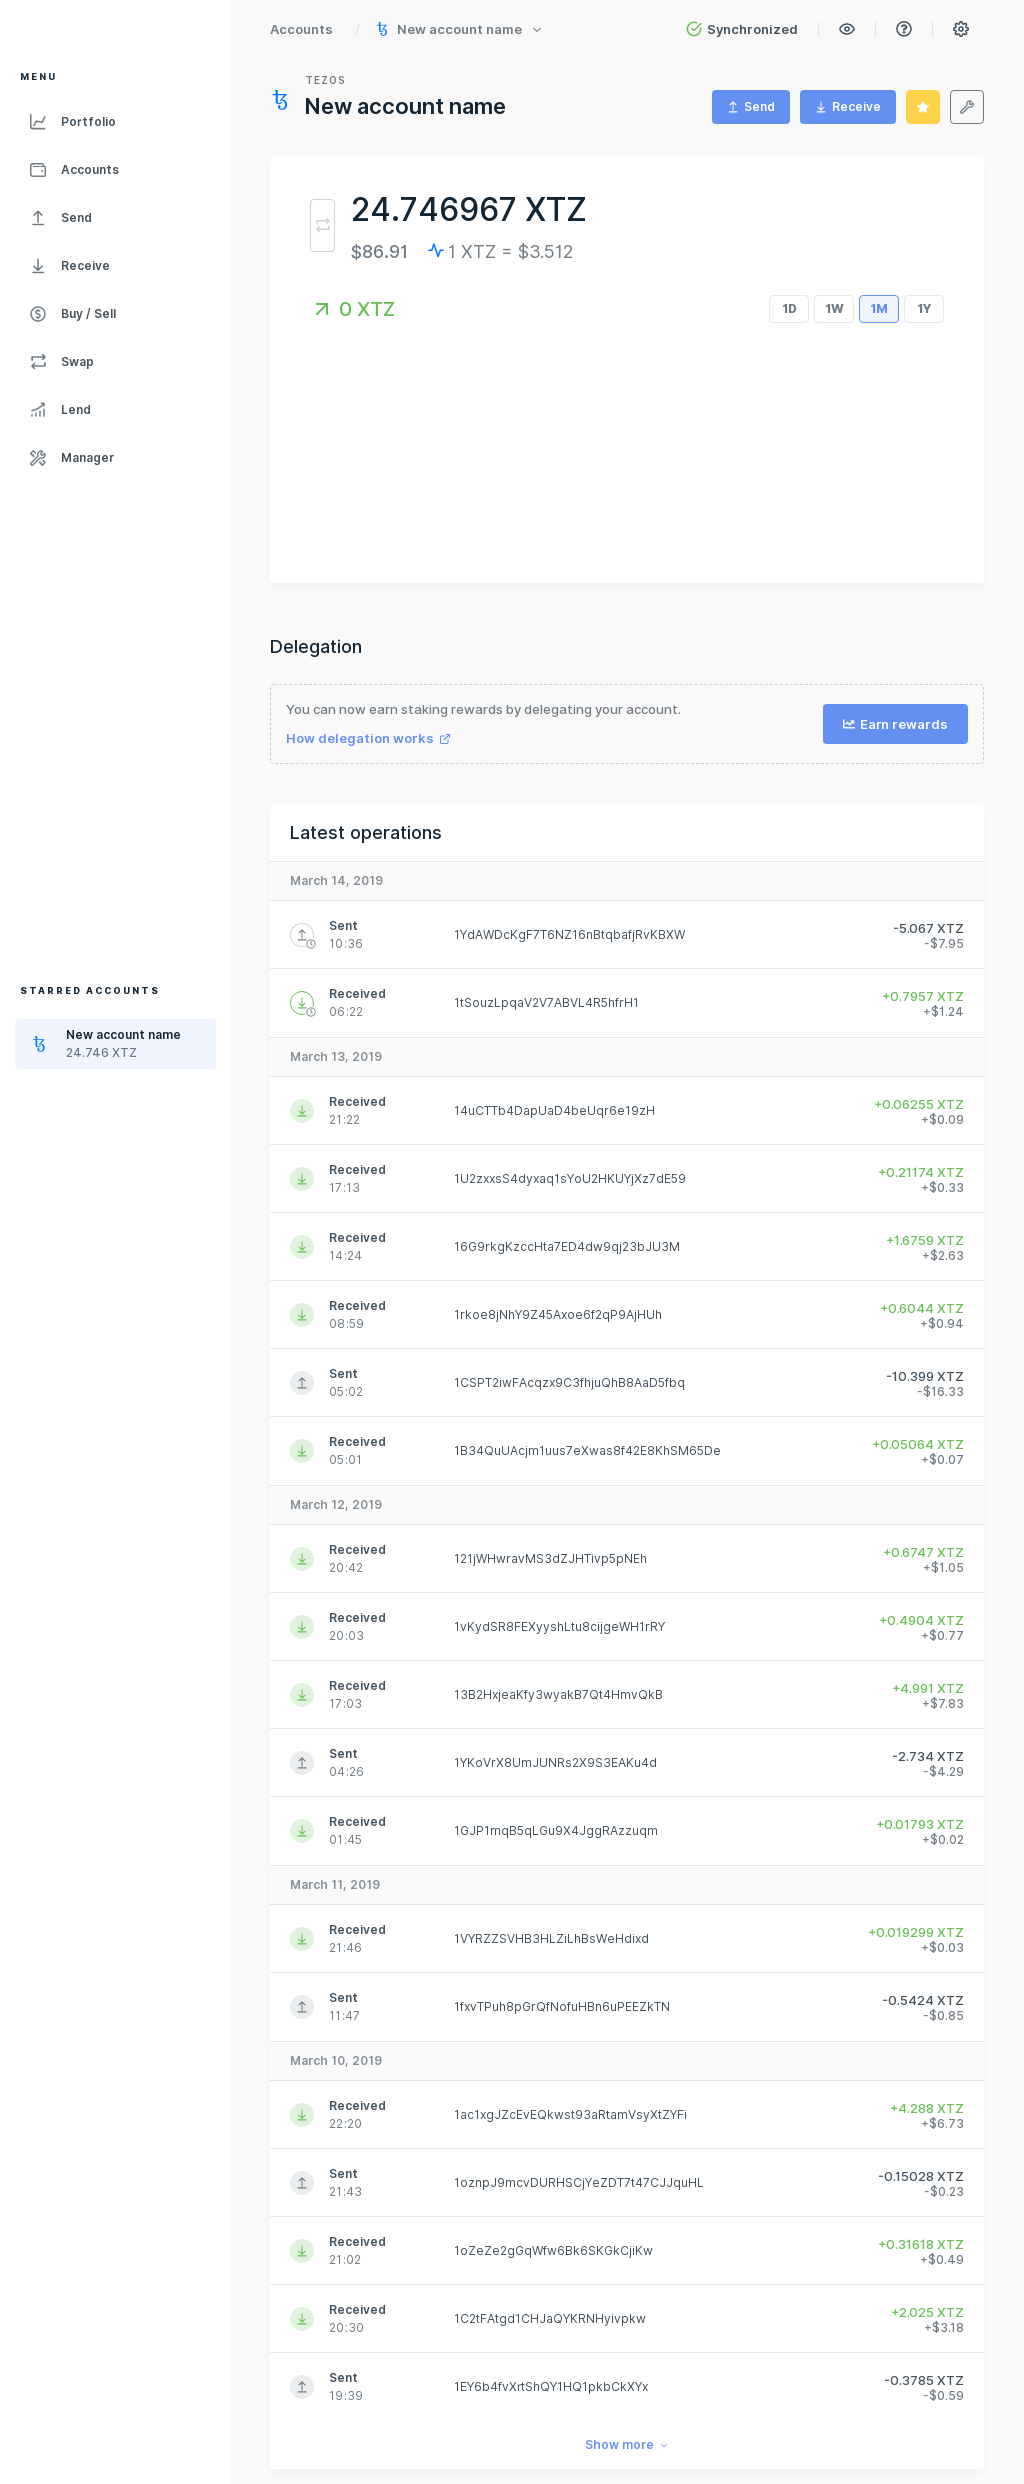 MENU
Portfolio
Accounts
Send
Receive
Buy / Sell
Swap
Lend
Manager
STARRED ACCOUNTS
New account name
24.746 XTZ
Accounts / New account name
Synchronized
TEZOS
New account name
Send
Receive
24.746967 XTZ
$86.91 1 XTZ = $3.512
0 XTZ
1D 1W 1M 1Y
Delegation
You can now earn staking rewards by delegating your account.
How delegation works
Earn rewards
Latest operations
March 14, 2019
Sent
10:36
1YdAWDcKgF7T6NZ16nBtqbafjRvKBXW
-5.067 XTZ
-$7.95
Received
06:22
1tSouzLpqaV2V7ABVL4R5hfrH1
+0.7957 XTZ
+$1.24
March 13, 2019
Received
21:22
14uCTTb4DapUaD4beUqr6e19zH
+0.06255 XTZ
+$0.09
Received
17:13
1U2zxxsS4dyxaq1sYoU2HKUYjXz7dE59
+0.21174 XTZ
+$0.33
Received
14:24
16G9rkgKzccHta7ED4dw9qj23bJU3M
+1.6759 XTZ
+$2.63
Received
08:59
1rkoe8jNhY9Z45Axoe6f2qP9AjHUh
+0.6044 XTZ
+$0.94
Sent
05:02
1CSPT2iwFAcqzx9C3fhjuQhB8AaD5fbq
-10.399 XTZ
-$16.33
Received
05:01
1B34QuUAcjm1uus7eXwas8f42E8KhSM65De
+0.05064 XTZ
+$0.07
March 12, 2019
Received
20:42
121jWHwravMS3dZJHTivp5pNEh
+0.6747 XTZ
+$1.05
Received
20:03
1vKydSR8FEXyyshLtu8cijgeWH1rRY
+0.4904 XTZ
+$0.77
Received
17:03
13B2HxjeaKfy3wyakB7Qt4HmvQkB
+4.991 XTZ
+$7.83
Sent
04:26
1YKoVrX8UmJUNRs2X9S3EAKu4d
-2.734 XTZ
-$4.29
Received
01:45
1GJP1mqB5qLGu9X4JggRAzzuqm
+0.01793 XTZ
+$0.02
March 11, 2019
Received
21:46
1VYRZZSVHB3HLZiLhBsWeHdixd
+0.019299 XTZ
+$0.03
Sent
11:47
1fxvTPuh8pGrQfNofuHBn6uPEEZkTN
-0.5424 XTZ
-$0.85
March 10, 2019
Received
22:20
1ac1xgJZcEvEQkwst93aRtamVsyXtZYFi
+4.288 XTZ
+$6.73
Sent
21:43
1oznpJ9mcvDURHSCjYeZDT7t47CJJquHL
-0.15028 XTZ
-$0.23
Received
21:02
1oZeZe2gGqWfw6Bk6SKGkCjiKw
+0.31618 XTZ
+$0.49
Received
20:30
1C2tFAtgd1CHJaQYKRNHyivpkw
+2.025 XTZ
+$3.18
Sent
19:39
1EY6b4fvXrtShQY1HQ1pkbCkXYx
-0.3785 XTZ
-$0.59
Show more